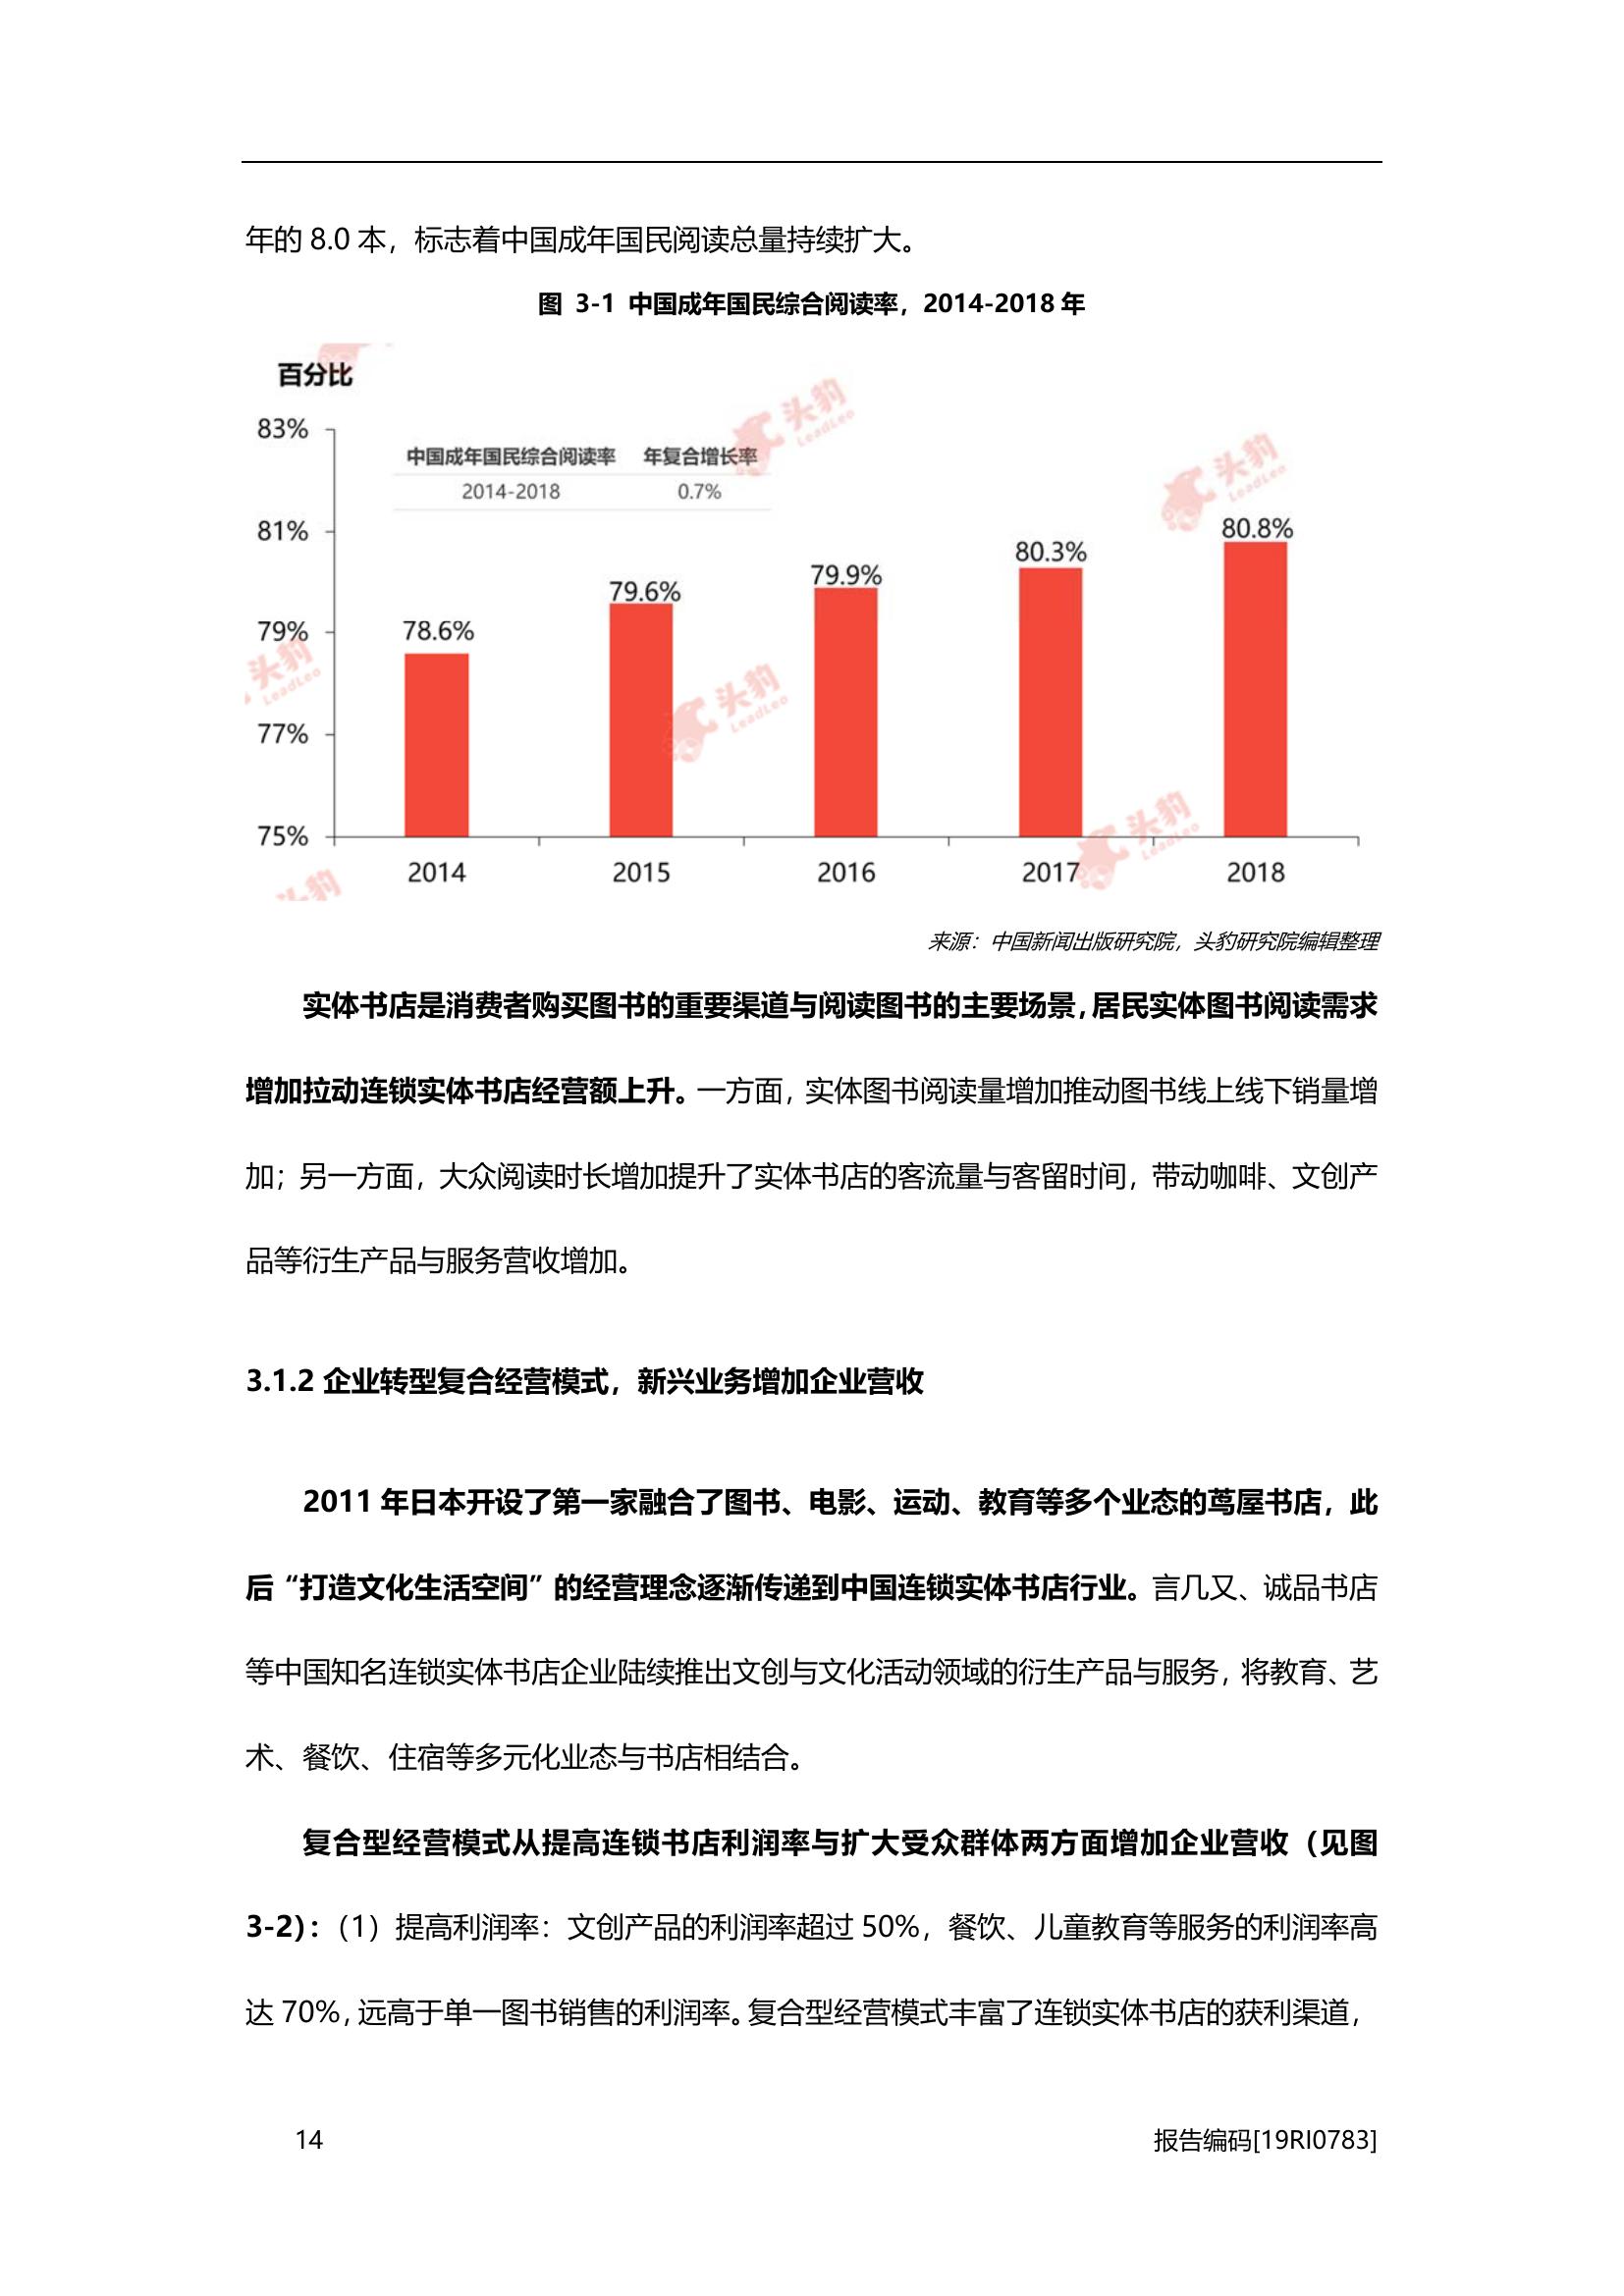 年的 8.0 本，标志着中国成年国民阅读总量持续扩大。
图 3-1 中国成年国民综合阅读率，2014-2018 年
百分比
83%
中国成年国民综合阅读率 年复合增长率
2014-2018 0.7%
81%
79%
77%
75%
78.6%
79.6%
79.9%
80.3%
80.8%
2014 2015 2016 2017 2018
头豹
LeadLeo
头豹
LeadLeo
头豹
LeadLeo
头豹
LeadLeo
头豹
LeadLeo
头豹
来源：中国新闻出版研究院，头豹研究院编辑整理
实体书店是消费者购买图书的重要渠道与阅读图书的主要场景，居民实体图书阅读需求
增加拉动连锁实体书店经营额上升。一方面，实体图书阅读量增加推动图书线上线下销量增
加；另一方面，大众阅读时长增加提升了实体书店的客流量与客留时间，带动咖啡、文创产
品等衍生产品与服务营收增加。
3.1.2 企业转型复合经营模式，新兴业务增加企业营收
2011 年日本开设了第一家融合了图书、电影、运动、教育等多个业态的茑屋书店，此
后“打造文化生活空间”的经营理念逐渐传递到中国连锁实体书店行业。言几又、诚品书店
等中国知名连锁实体书店企业陆续推出文创与文化活动领域的衍生产品与服务，将教育、艺
术、餐饮、住宿等多元化业态与书店相结合。
复合型经营模式从提高连锁书店利润率与扩大受众群体两方面增加企业营收（见图
3-2）：（1）提高利润率：文创产品的利润率超过 50%，餐饮、儿童教育等服务的利润率高
达 70%，远高于单一图书销售的利润率。复合型经营模式丰富了连锁实体书店的获利渠道，
14 报告编码[19RI0783]